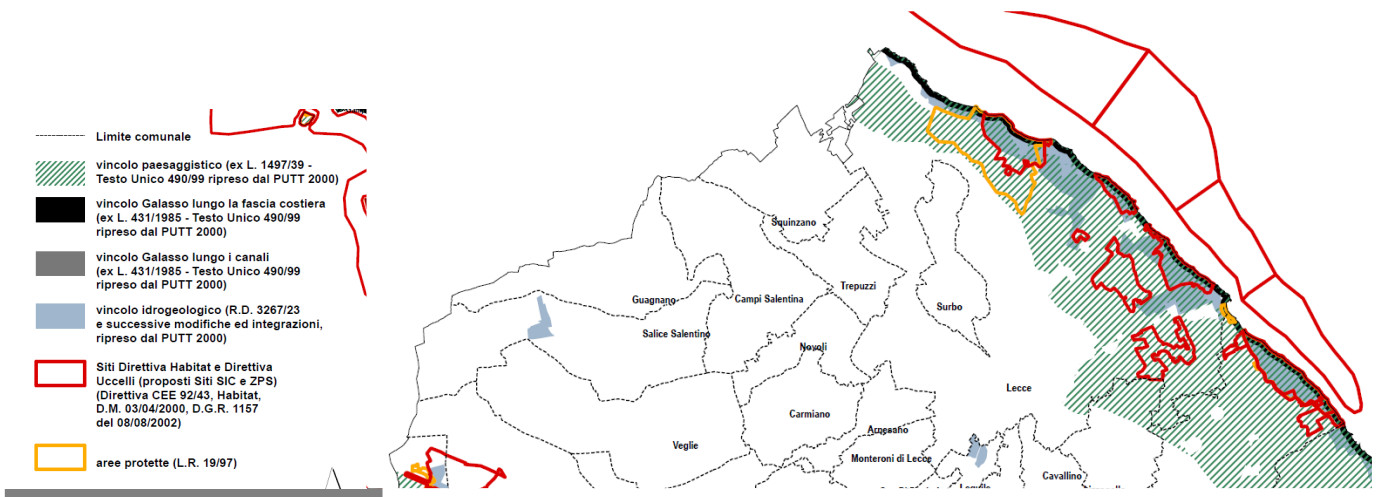 Limite comunale
vincolo paesaggistico (ex L. 1497/39 -
Testo Unico 490/99 ripreso dal PUTT 2000)
vincolo Galasso lungo la fascia costiera
(ex L. 431/1985 - Testo Unico 490/99
ripreso dal PUTT 2000)
vincolo Galasso lungo i canali
(ex L. 431/1985 - Testo Unico 490/99
ripreso dal PUTT 2000)
vincolo idrogeologico (R.D. 3267/23
e successive modifiche ed integrazioni,
ripreso dal PUTT 2000)
Siti Direttiva Habitat e Direttiva
Uccelli (proposti Siti SIC e ZPS)
(Direttiva CEE 92/43, Habitat,
D.M. 03/04/2000, D.G.R. 1157
del 08/08/2002)
aree protette (L.R. 19/97)
Squinzano
Trepuzzi
Guagnano
Campi Salentina
Surbo
Salice Salentino
Novoli
Lecce
Carmiano
Arnesano
Veglie
Monteroni di Lecce
Cavallino
Lequile